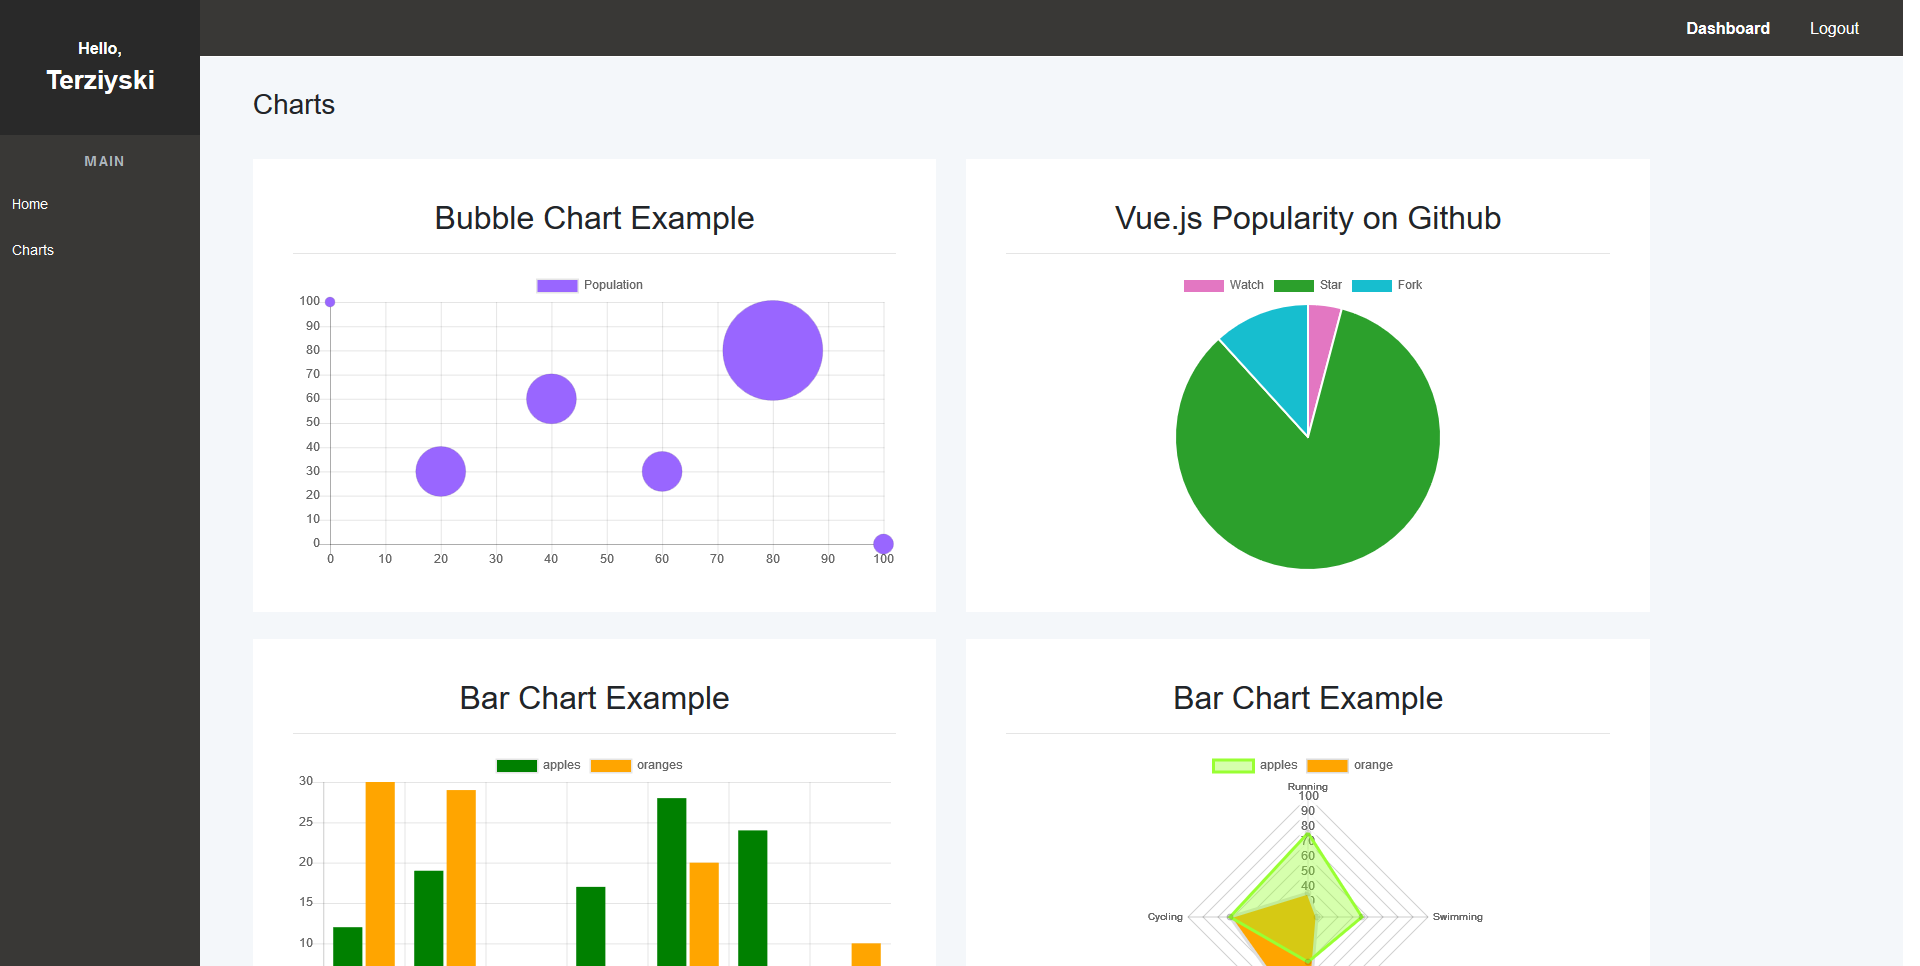 Hello,
Terziyski
Dashboard Logout
MAIN
Home
Charts
Charts
Bubble Chart Example
Population
100
90
80
70
60
50
40
30
20
10
0
0 10 20 30 40 50 60 70 80 90 100
Vue.js Popularity on Github
Watch Star Fork
Bar Chart Example
apples oranges
30
25
20
15
10
Bar Chart Example
apples orange
Running
100
90
80
70
60
50
40
Cycling Swimming